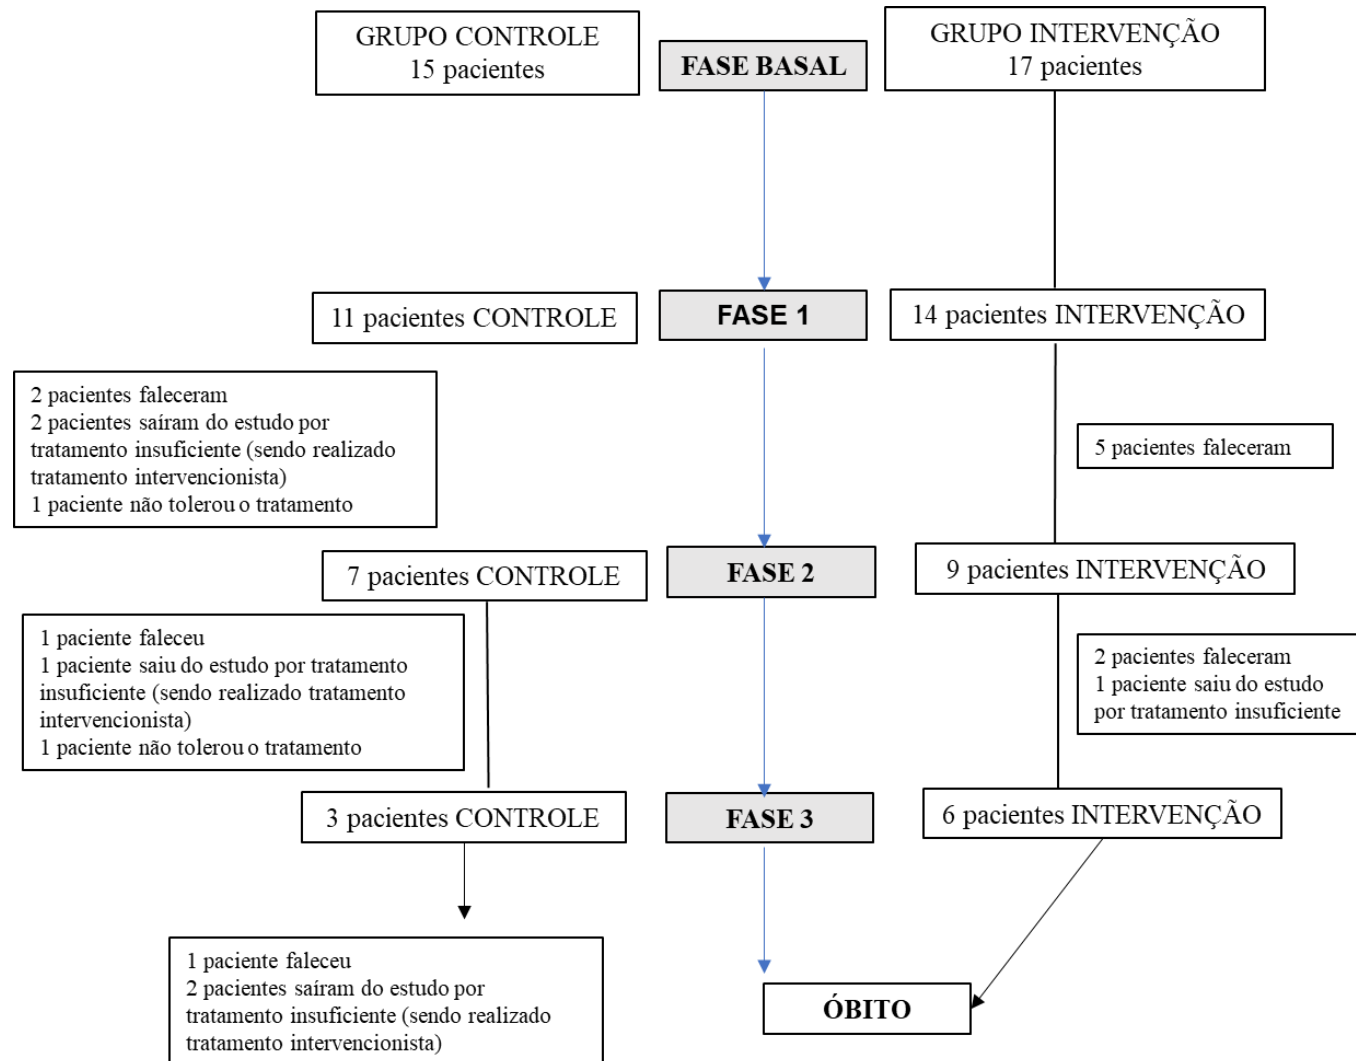 GRUPO CONTROLE
15 pacientes
FASE BASAL
GRUPO INTERVENÇÃO
17 pacientes
11 pacientes CONTROLE
FASE 1
14 pacientes INTERVENÇÃO
2 pacientes faleceram
2 pacientes saíram do estudo por
tratamento insuficiente (sendo realizado
tratamento intervencionista)
1 paciente não tolerou o tratamento
5 pacientes faleceram
7 pacientes CONTROLE
FASE 2
9 pacientes INTERVENÇÃO
1 paciente faleceu
1 paciente saiu do estudo por tratamento
insuficiente (sendo realizado tratamento
intervencionista)
1 paciente não tolerou o tratamento
2 pacientes faleceram
1 paciente saiu do estudo
por tratamento insuficiente
3 pacientes CONTROLE
FASE 3
6 pacientes INTERVENÇÃO
1 paciente faleceu
2 pacientes saíram do estudo por
tratamento insuficiente (sendo realizado
tratamento intervencionista)
ÓBITO